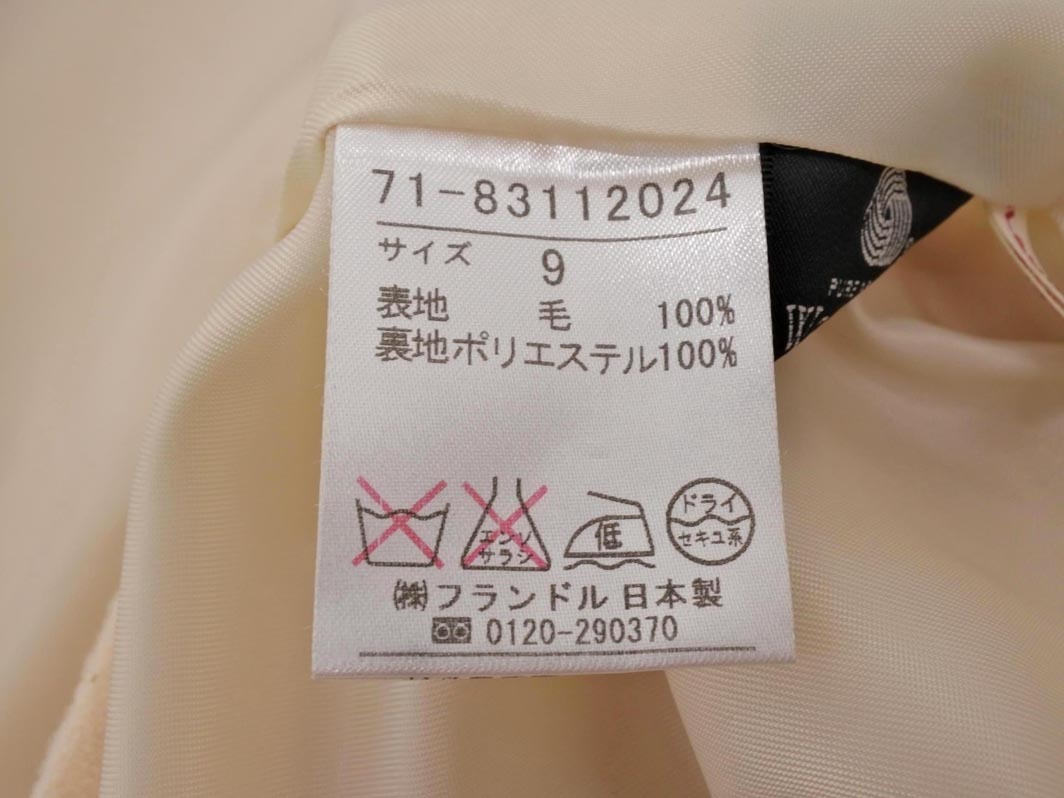 71-83112024
サイズ 9
表地 毛 100%
裏地ポリエステル100%
エンソ
サラシ
低
ドライ
セキユ系
㈱フランドル 日本製
0120-290370
PURE